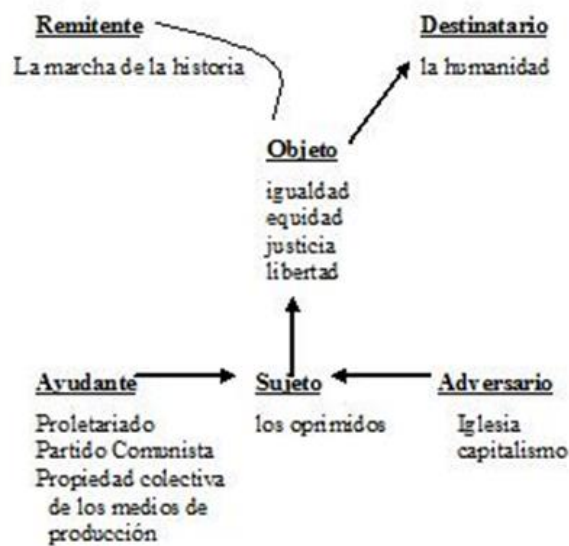 Remitente
La marcha de la historia
Destinatario
la humanidad
Objeto
igualdad
equidad
justicia
libertad
Ayudante
Proletariado
Partido Comunista
Propiedad colectiva
de los medios de
producción
Sujeto
los oprimidos
Adversario
Iglesia
capitalismo